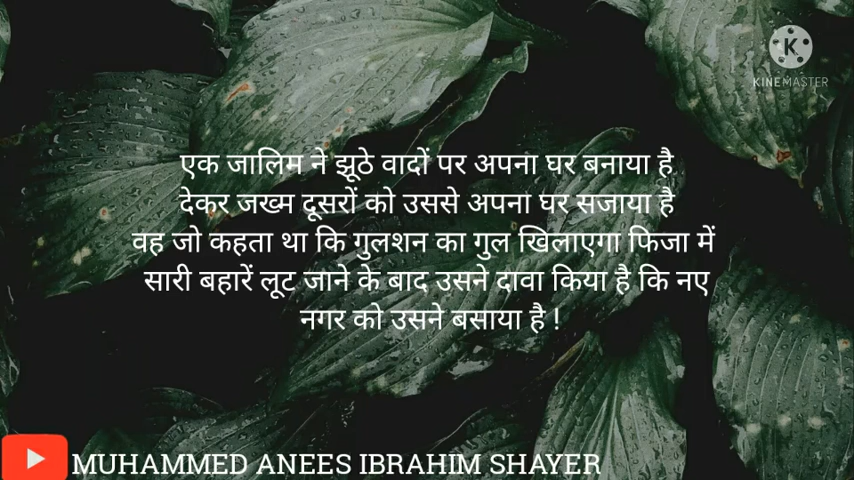 K
KINEMASTER
एक जालिम ने झूठे वादों पर अपना घर बनाया है
देकर जख्म दूसरों को उससे अपना घर सजाया है
वह जो कहता था कि गुलशन का गुल खिलाएगा फिजा में
सारी बहारें लूट जाने के बाद उसने दावा किया है कि नए
नगर को उसने बसाया है !
MUHAMMED ANEES IBRAHIM SHAYER